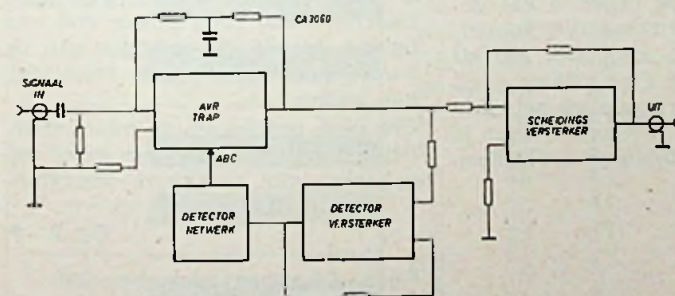 CA3060
SIGNAAL
IN
AVR
TRAP
SCHEIDINGS
VERSTERKER
UIT
ABC
DETECTOR
NETWERK
DETECTOR
VERSTERKER